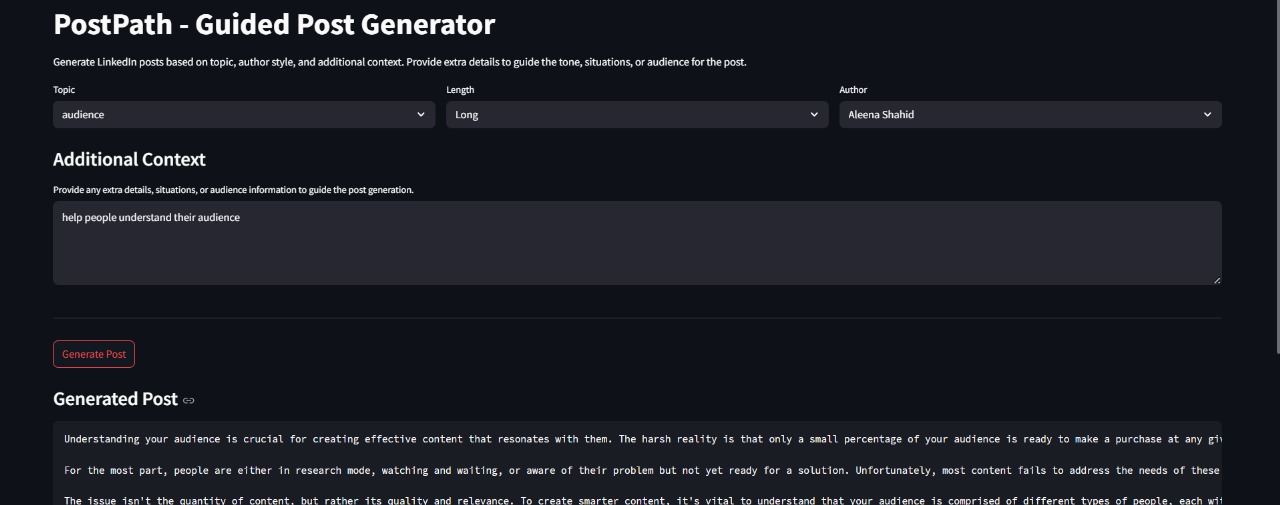 PostPath - Guided Post Generator
Generate LinkedIn posts based on topic, author style, and additional context. Provide extra details to guide the tone, situations, or audience for the post.
Topic Length Author
audience Long Aleena Shahid
Additional Context
Provide any extra details, situations, or audience information to guide the post generation.
help people understand their audience
Generate Post
Generated Post
Understanding your audience is crucial for creating effective content that resonates with them. The harsh reality is that only a small percentage of your audience is ready to make a purchase at any
For the most part, people are either in research mode, watching and waiting, or aware of their problem but not yet ready for a solution. Unfortunately, most content fails to address the needs of these
The issue isn't the quantity of content, but rather its quality and relevance. To create smarter content, it's vital to understand that your audience is comprised of different types of people, each